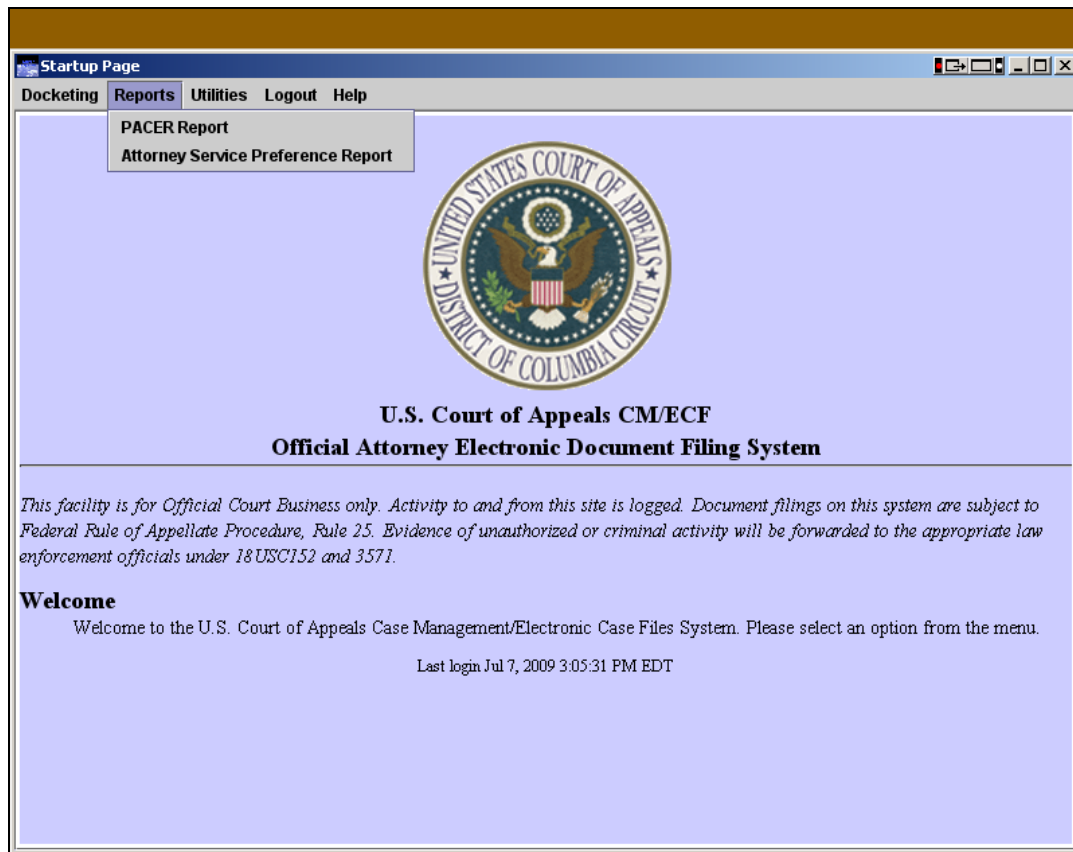 Startup Page
Docketing Reports Utilities Logout Help
PACER Report
Attorney Service Preference Report
UNITED STATES COURT OF APPEALS
DISTRICT OF COLUMBIA CIRCUIT
U.S. Court of Appeals CM/ECF
Official Attorney Electronic Document Filing System
This facility is for Official Court Business only. Activity to and from this site is logged. Document filings on this system are subject to
Federal Rule of Appellate Procedure, Rule 25. Evidence of unauthorized or criminal activity will be forwarded to the appropriate law
enforcement officials under 18 USC152 and 3571.
Welcome
Welcome to the U.S. Court of Appeals Case Management/Electronic Case Files System. Please select an option from the menu.
Last login Jul 7, 2009 3:05:31 PM EDT